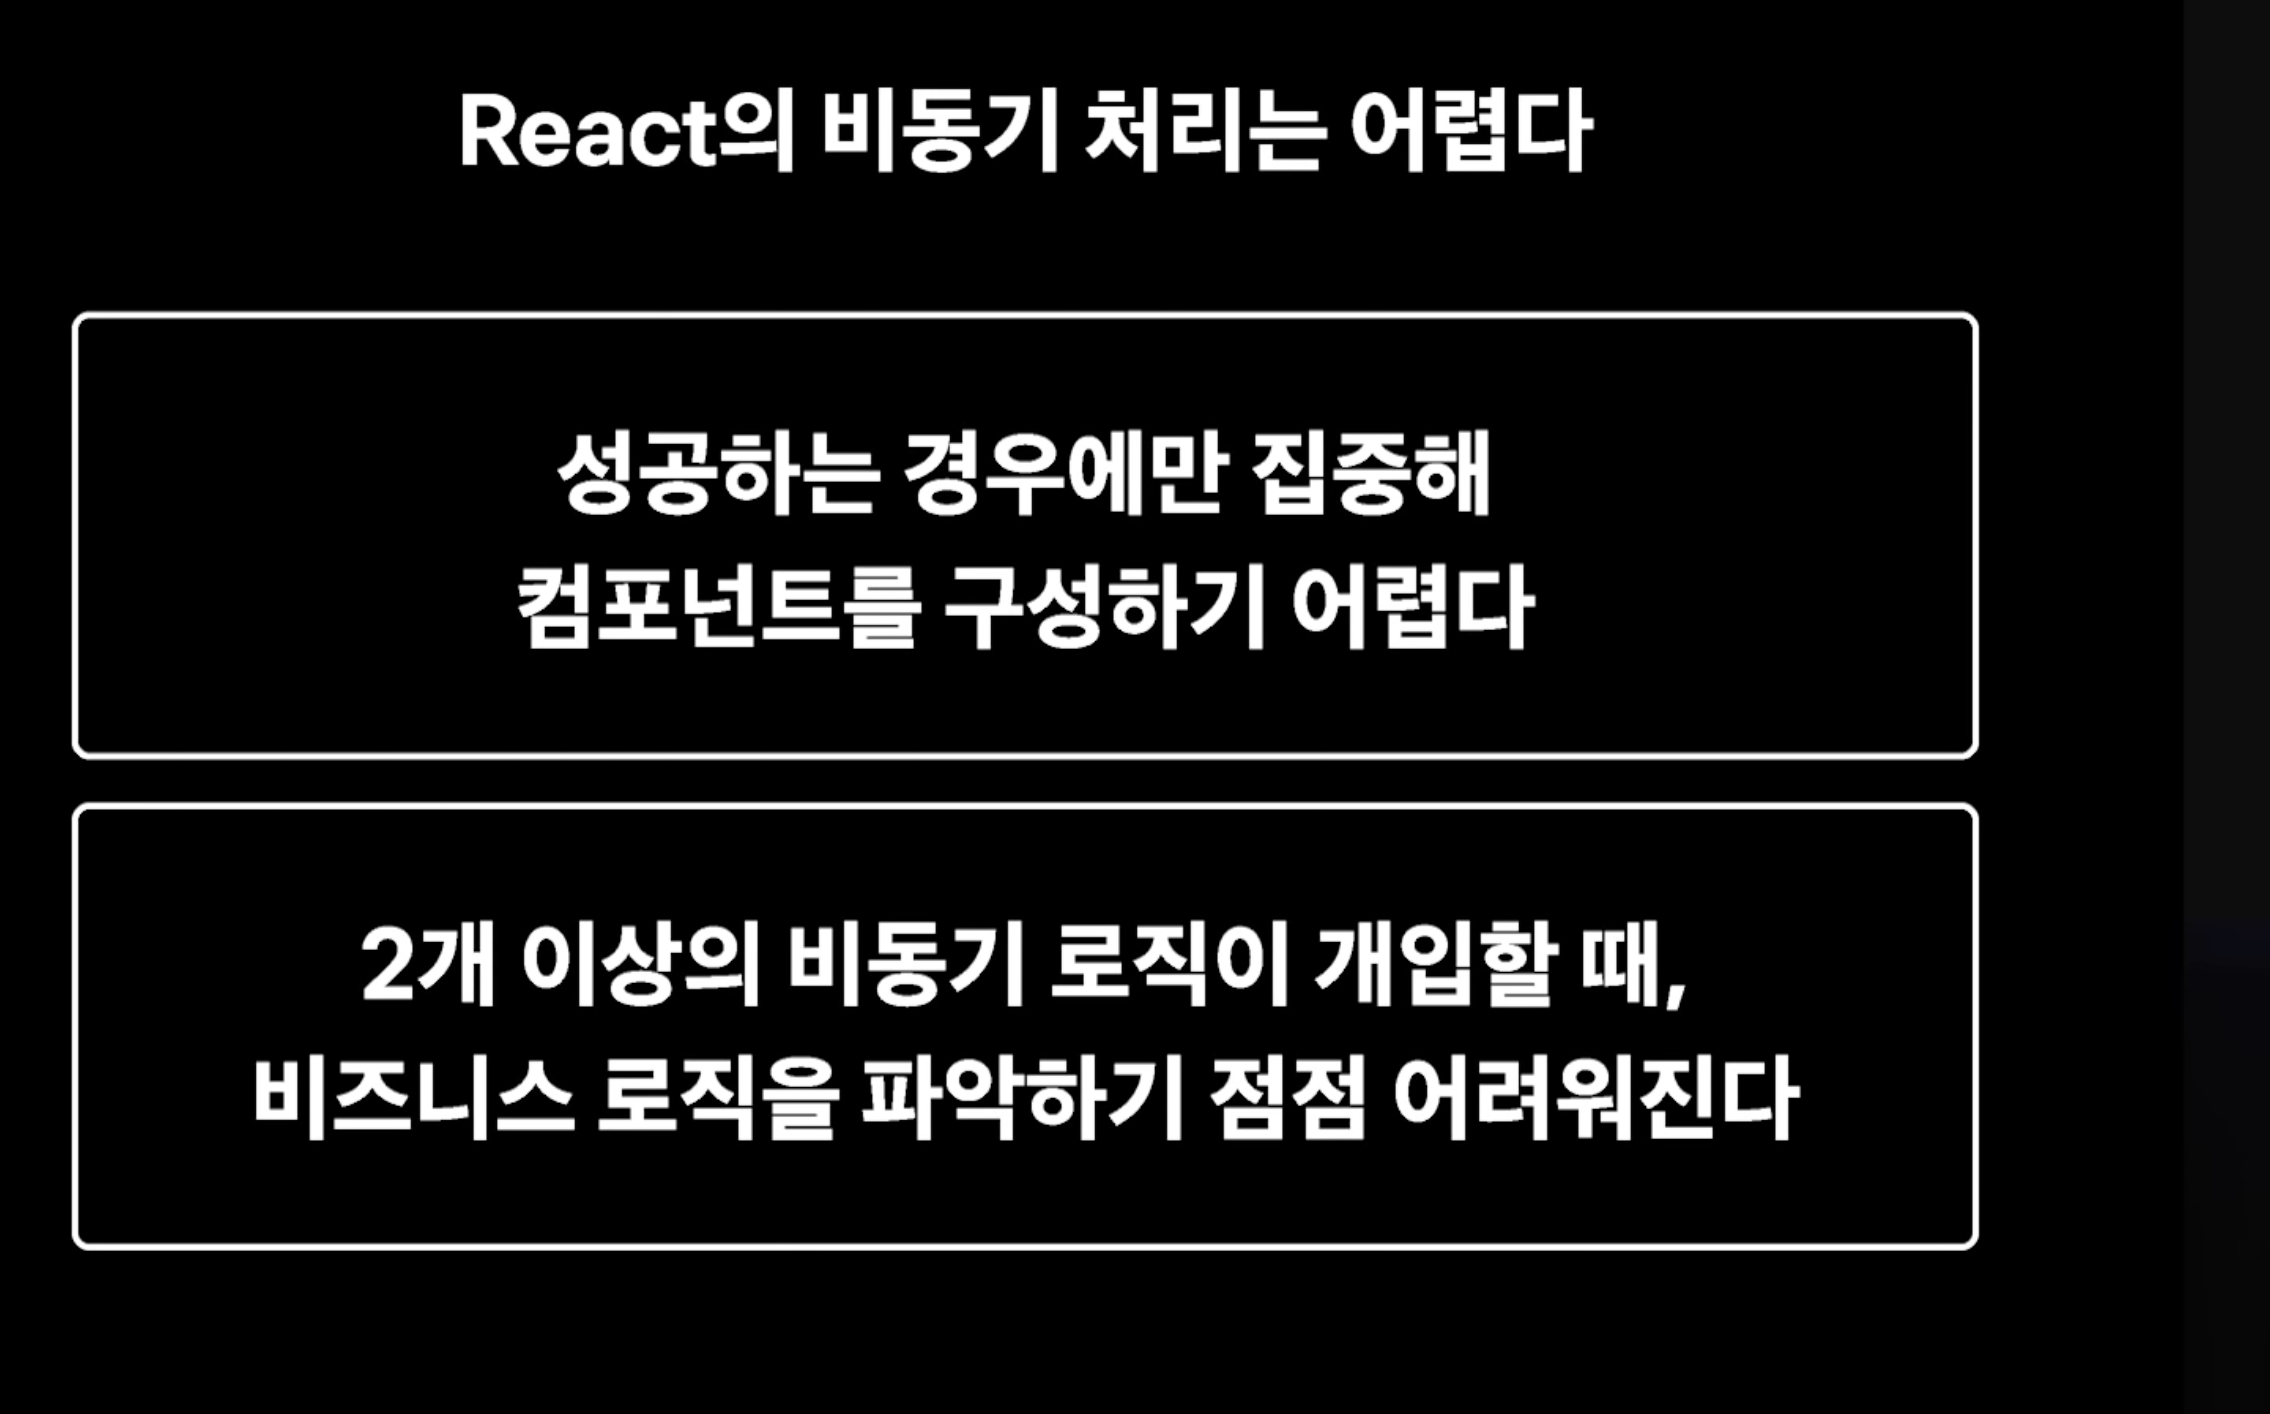 React의 비동기 처리는 어렵다
성공하는 경우에만 집중해
컴포넌트를 구성하기 어렵다
2개 이상의 비동기 로직이 개입할 때,
비즈니스 로직을 파악하기 점점 어려워진다